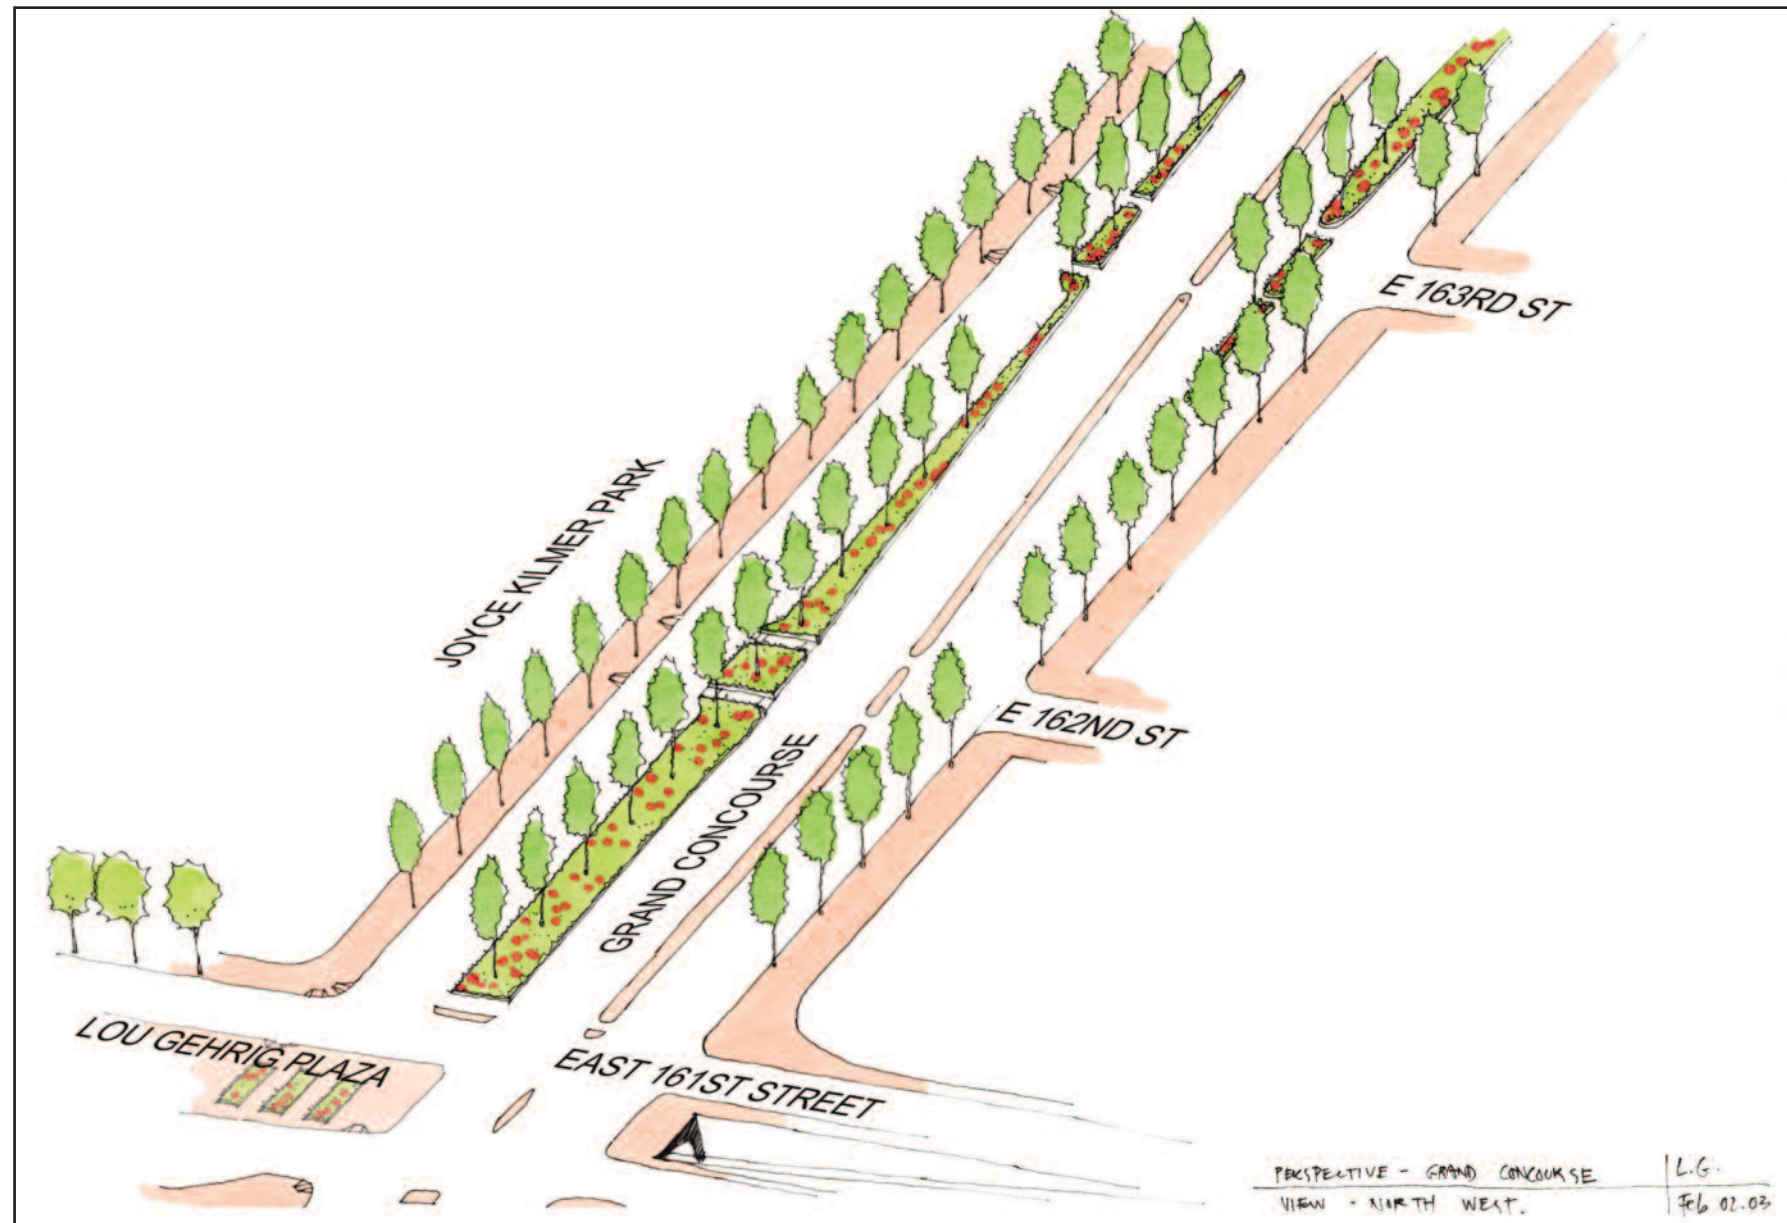 E 163RD ST
JOYCE KILMER PARK
E 162ND ST
GRAND CONCOURSE
LOU GEHRIG PLAZA
EAST 161ST STREET
PERSPECTIVE - GRAND CONCOURSE
L.G.
VIEW - NORTH WEST.
Feb 02.03